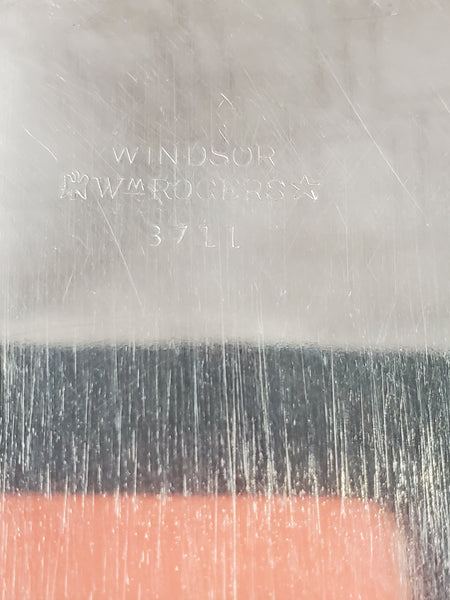 WINDSOR
Wᴹ ROGERS ☆
3711